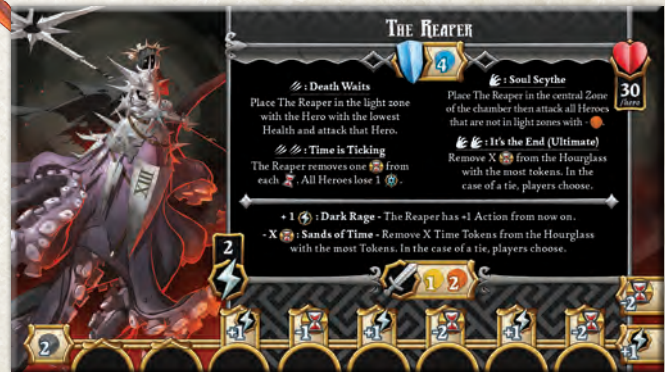 The Reaper
4
30
/hero
: Death Waits
Place The Reaper in the light zone
with the Hero with the lowest
Health and attack that Hero.
: Time is Ticking
The Reaper removes one from
each . All Heroes lose 1 .
: Soul Scythe
Place The Reaper in the central Zone
of the chamber then attack all Heroes
that are not in light zones with - .
: It's the End (Ultimate)
Remove X from the Hourglass
with the most tokens. In the
case of a tie, players choose.
+ 1 : Dark Rage - The Reaper has +1 Action from now on.
- X : Sands of Time - Remove X Time Tokens from the Hourglass
with the most Tokens. In the case of a tie, players choose.
XIII
2
1 2
-2
2
+1 -1 +1 -2 +1 -2 +1